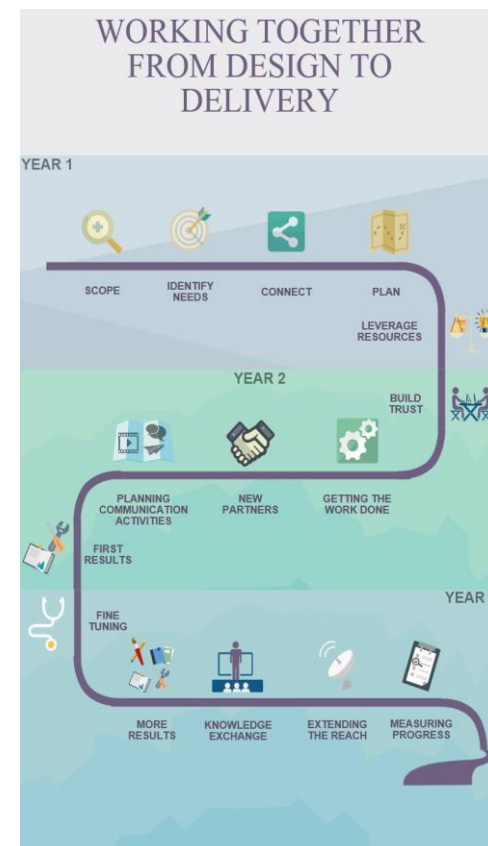 WORKING TOGETHER
FROM DESIGN TO
DELIVERY
YEAR 1
SCOPE
IDENTIFY
NEEDS
CONNECT
PLAN
LEVERAGE
RESOURCES
YEAR 2
BUILD
TRUST
PLANNING
COMMUNICATION
ACTIVITIES
NEW
PARTNERS
GETTING THE
WORK DONE
FIRST
RESULTS
YEAR
FINE
TUNING
MORE
RESULTS
KNOWLEDGE
EXCHANGE
EXTENDING
THE REACH
MEASURING
PROGRESS